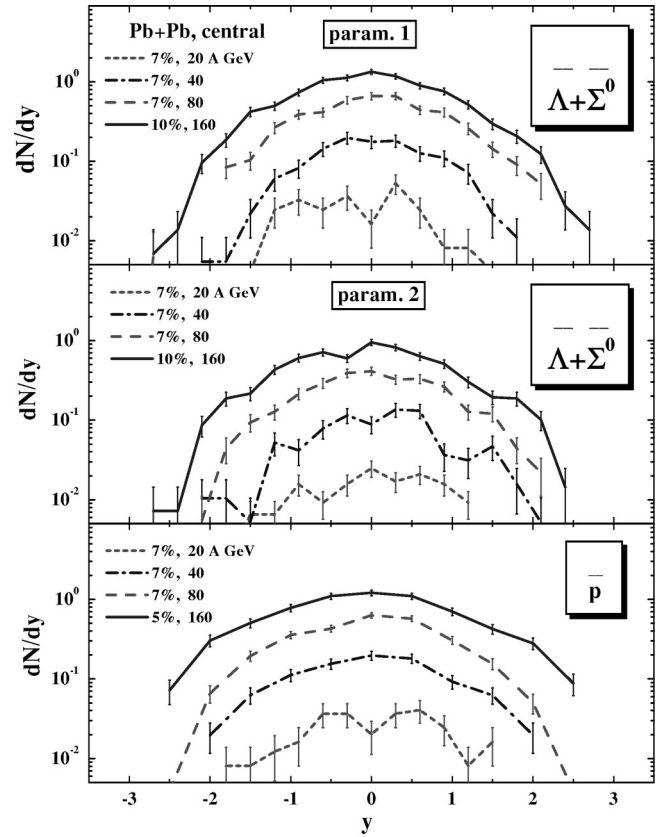 Pb+Pb, central
param. 1
7%, 20 A GeV
7%, 40
7%, 80
10%, 160
Λ̅+Σ̅⁰
dN/dy
10⁰
10⁻¹
10⁻²
param. 2
7%, 20 A GeV
7%, 40
7%, 80
10%, 160
Λ̅+Σ̅⁰
dN/dy
10⁰
10⁻¹
10⁻²
7%, 20 A GeV
7%, 40
7%, 80
5%, 160
p̅
dN/dy
10⁰
10⁻¹
10⁻²
-3 -2 -1 0 1 2 3
y